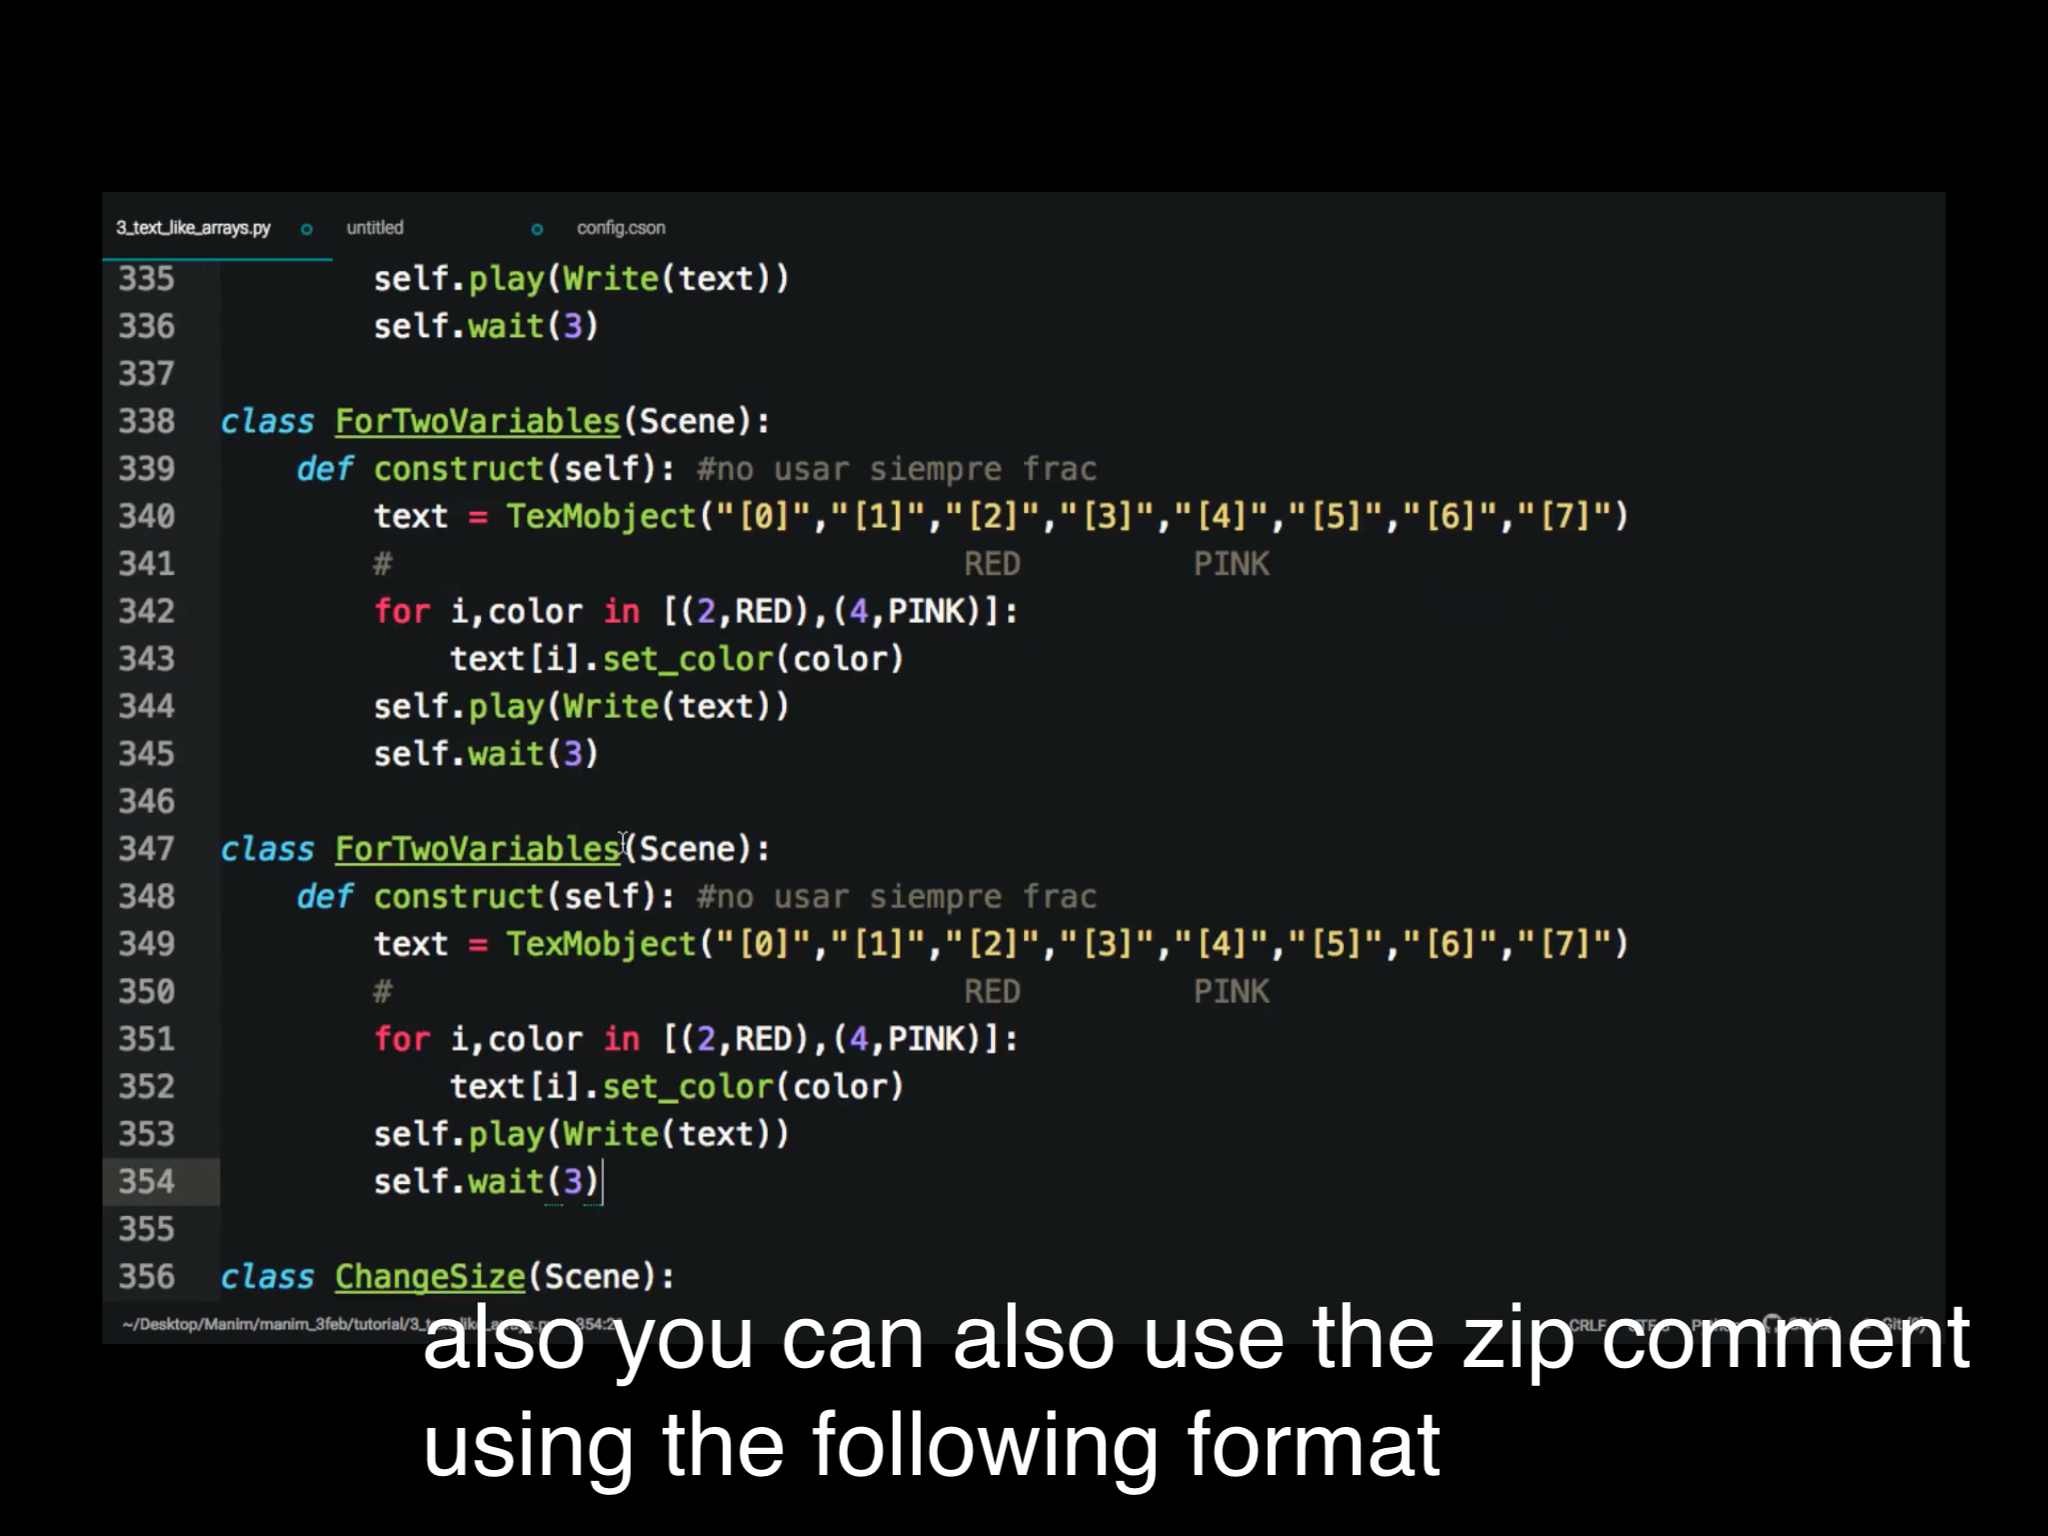 3_text_like_arrays.py untitled config.cson
335 self.play(Write(text))
336 self.wait(3)
337
338 class ForTwoVariables(Scene):
339 def construct(self): #no usar siempre frac
340 text = TexMobject("[0]","[1]","[2]","[3]","[4]","[5]","[6]","[7]")
341 # RED PINK
342 for i,color in [(2,RED),(4,PINK)]:
343 text[i].set_color(color)
344 self.play(Write(text))
345 self.wait(3)
346
347 class ForTwoVariables(Scene):
348 def construct(self): #no usar siempre frac
349 text = TexMobject("[0]","[1]","[2]","[3]","[4]","[5]","[6]","[7]")
350 # RED PINK
351 for i,color in [(2,RED),(4,PINK)]:
352 text[i].set_color(color)
353 self.play(Write(text))
354 self.wait(3)
355
356 class ChangeSize(Scene):
~/Desktop/Manim/manim_3feb/tutorial/3_ CRLF
also you can also use the zip comment
using the following format